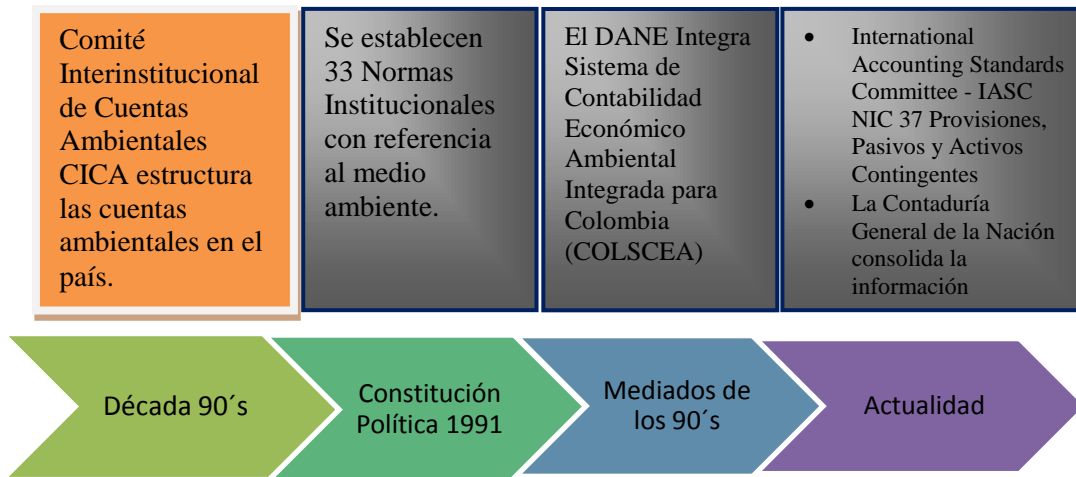 Comité
Interinstitucional
de Cuentas
Ambientales
CICA estructura
las cuentas
ambientales en el
país.
Se establecen
33 Normas
Institucionales
con referencia
al medio
ambiente.
El DANE Integra
Sistema de
Contabilidad
Económico
Ambiental
Integrada para
Colombia
(COLSCEA)
• International
Accounting Standards
Committee - IASC
NIC 37 Provisiones,
Pasivos y Activos
Contingentes
• La Contaduría
General de la Nación
consolida la
información
Década 90´s
Constitución
Política 1991
Mediados de
los 90´s
Actualidad